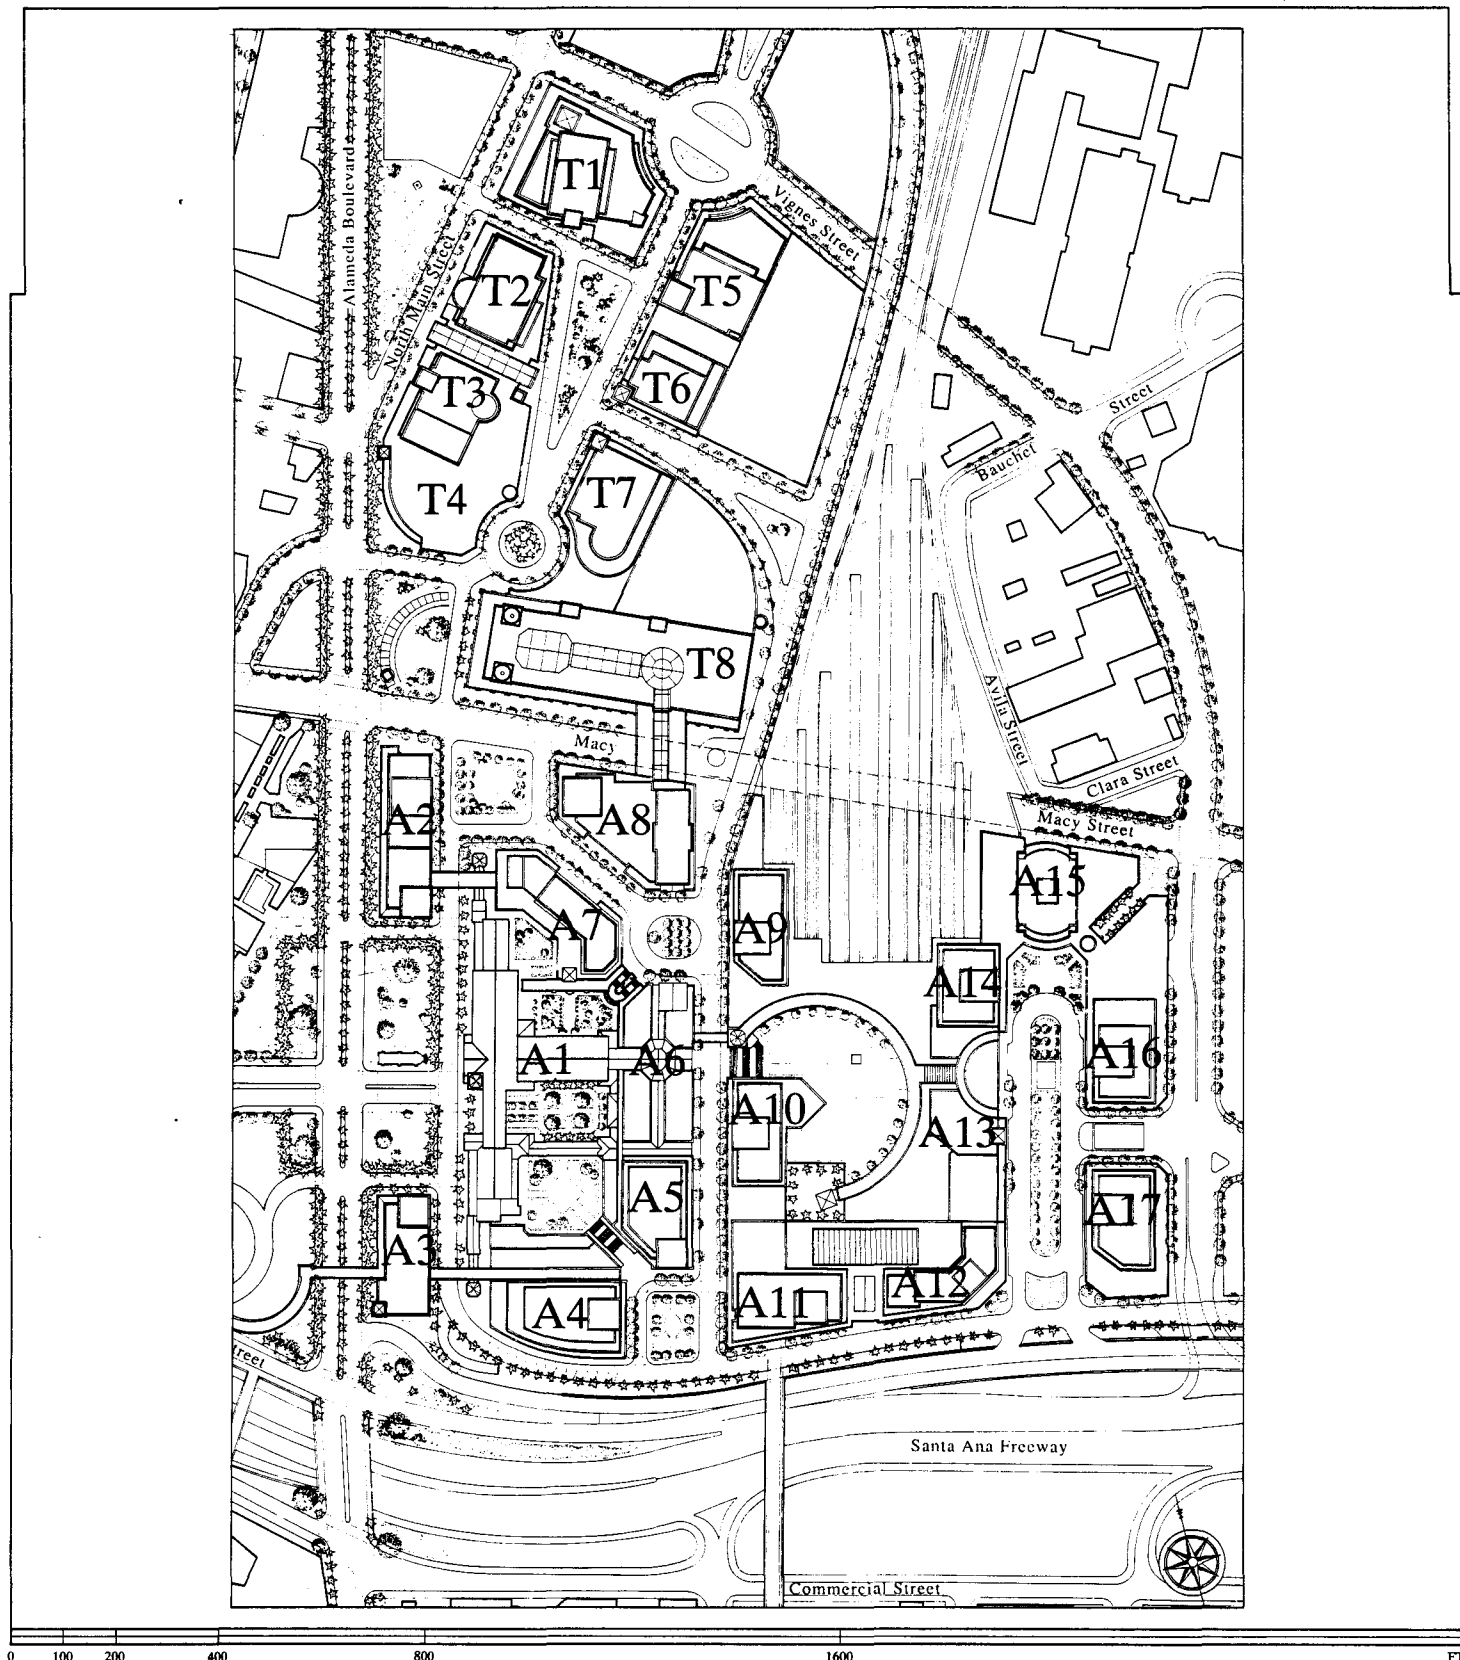 T1
Alameda Boulevard
Vignes Street
North Main Street
T2
T5
T3
T6
Street
Bauchet
T7
T4
T8
Avila Street
Macy
Clara Street
A2
A8
Macy Street
A15
A7
A9
A14
A1
A6
A16
A10
A13
A5
A17
A3
A12
A4
A11
reet
Santa Ana Freeway
Commercial Street
0 100 200 400 800 1600